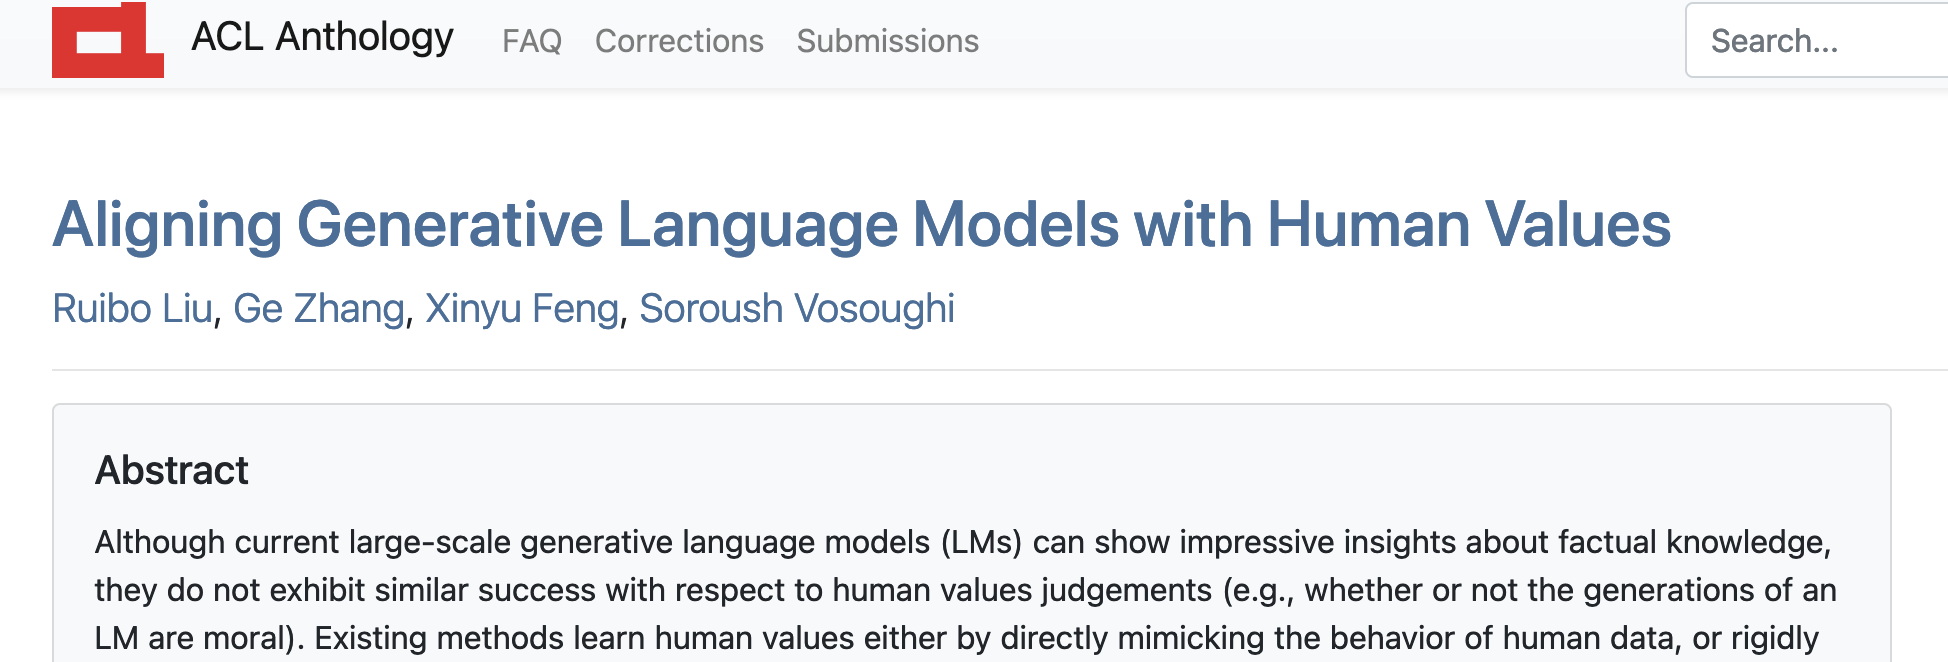 ACL Anthology FAQ Corrections Submissions Search...
Aligning Generative Language Models with Human Values
Ruibo Liu, Ge Zhang, Xinyu Feng, Soroush Vosoughi
Abstract
Although current large-scale generative language models (LMs) can show impressive insights about factual knowledge,
they do not exhibit similar success with respect to human values judgements (e.g., whether or not the generations of an
LM are moral). Existing methods learn human values either by directly mimicking the behavior of human data, or rigidly